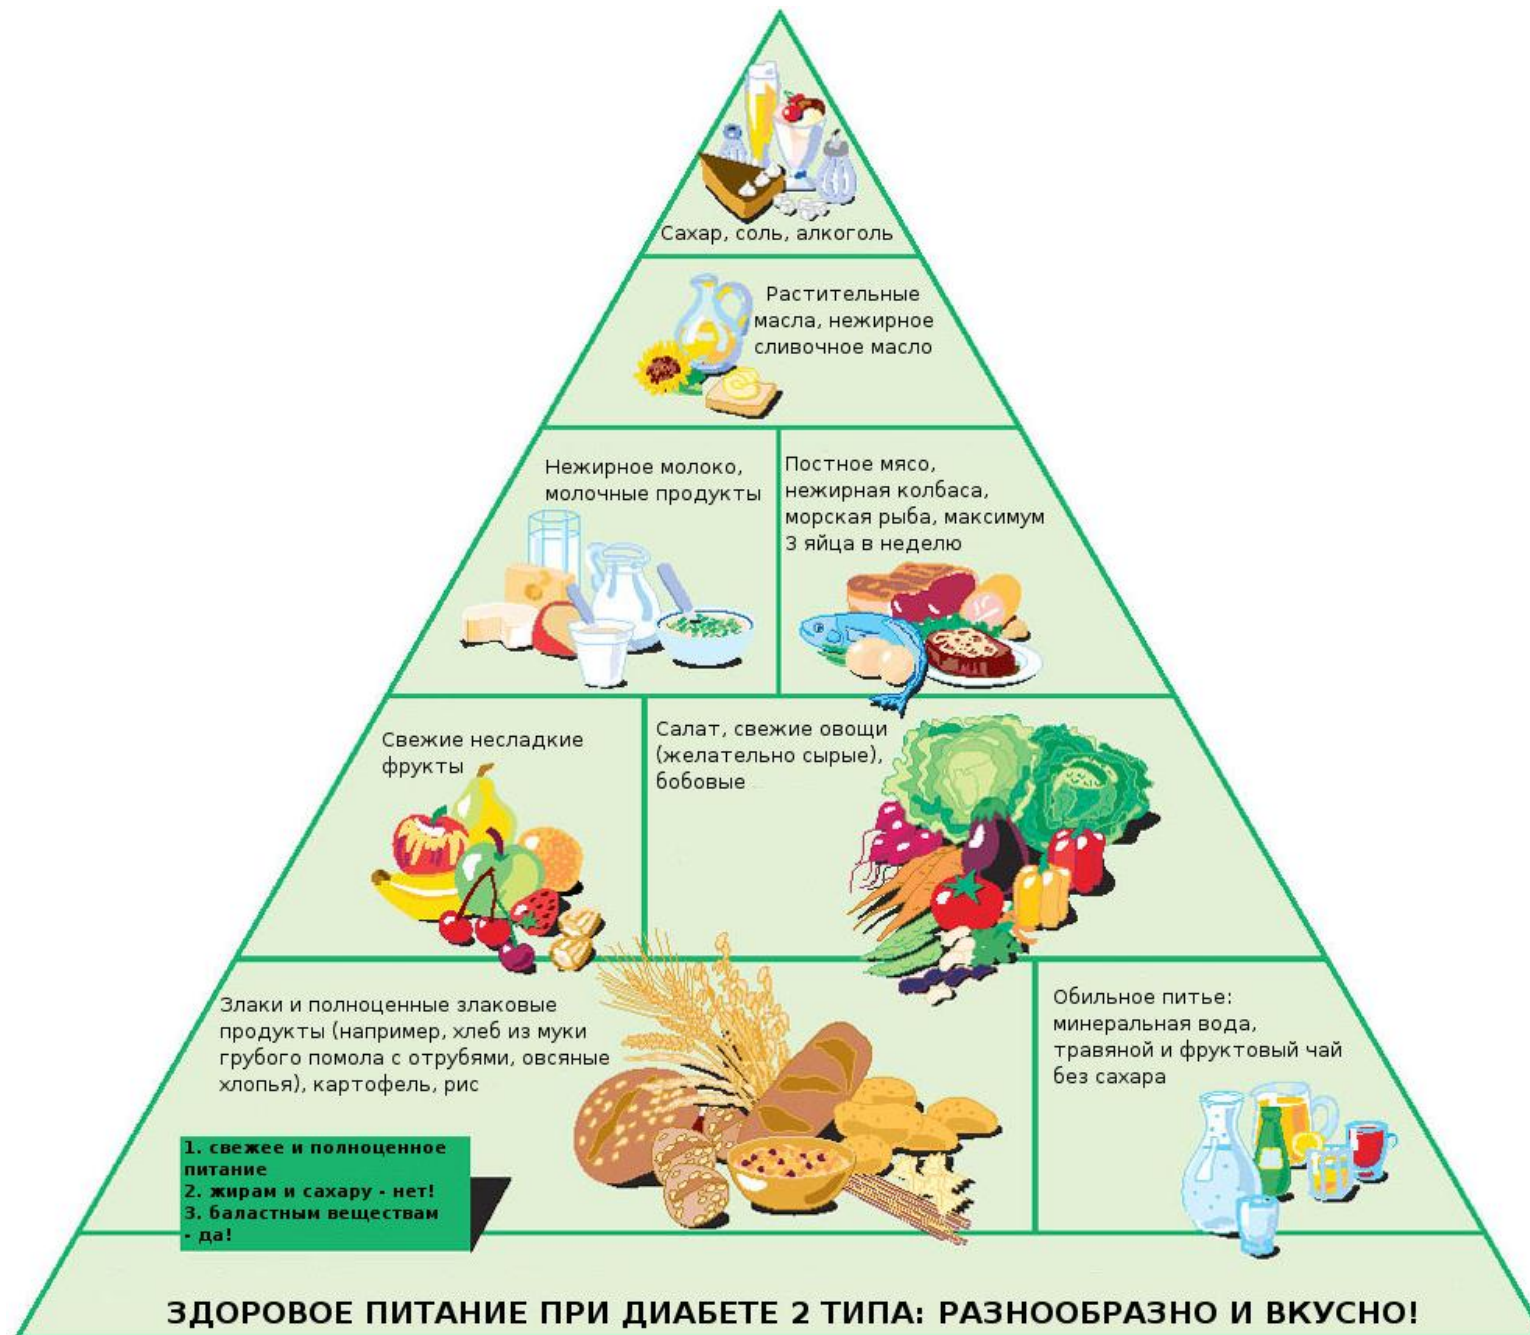 Сахар, соль, алкоголь
Растительные
масла, нежирное
сливочное масло
Нежирное молоко,
молочные продукты
Постное мясо,
нежирная колбаса,
морская рыба, максимум
3 яйца в неделю
Свежие несладкие
фрукты
Салат, свежие овощи
(желательно сырые),
бобовые
Злаки и полноценные злаковые
продукты (например, хлеб из муки
грубого помола с отрубями, овсяные
хлопья), картофель, рис
Обильное питье:
минеральная вода,
травяной и фруктовый чай
без сахара
1. свежее и полноценное
питание
2. жирам и сахару - нет!
3. баластным веществам
- да!
ЗДОРОВОЕ ПИТАНИЕ ПРИ ДИАБЕТЕ 2 ТИПА: РАЗНООБРАЗНО И ВКУСНО!